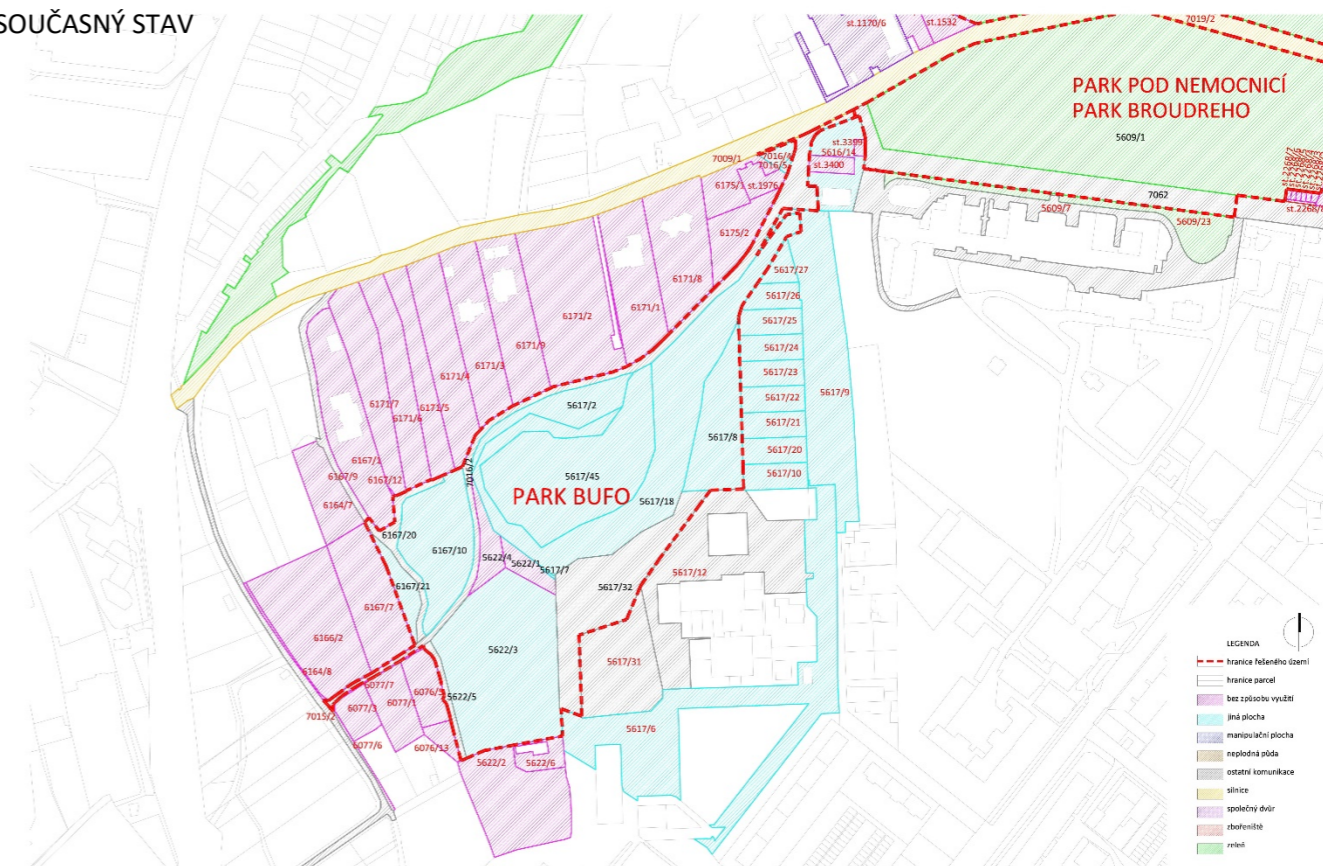 SOUČASNÝ STAV
st.1170/6
st.1532
7019/2
PARK POD NEMOCNICÍ
PARK BROUDREHO
5609/1
st.3399
5616/14
st.3400
7009/1
7016/4
7016/5
6175/1
st.1976
7062
5609/7
5609/23
st.2268/7
6175/2
5617/27
6171/8
5617/26
6171/1
6171/2
5617/25
5617/24
6171/9
6171/3
6171/4
5617/23
5617/9
5617/22
6171/7
6171/5
6171/6
5617/2
5617/21
5617/8
5617/20
6167/1
5617/10
6167/9
6167/12
7016/2
5617/45
PARK BUFO
5617/18
6164/7
6167/20
6167/10
5622/4
5622/1
5617/7
5617/12
5617/32
6167/21
6167/7
6166/2
5622/3
5617/31
6164/8
6077/7
6076/5
5622/5
6077/3
6077/1
7015/2
5617/6
6077/6
6076/13
5622/2
5622/6
LEGENDA
hranice řešeného území
hranice parcel
bez způsobu využití
jiná plocha
manipulační plocha
neplodná půda
ostatní komunikace
silnice
společný dvůr
zbořeniště
zeleň